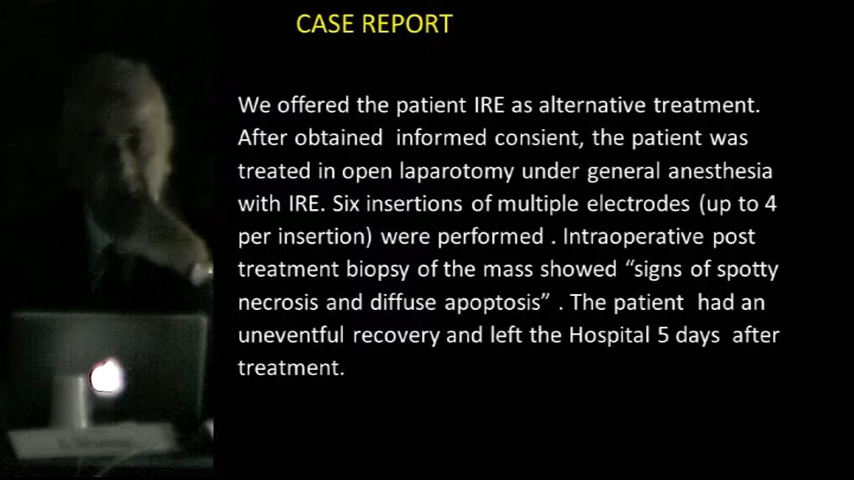 CASE REPORT
We offered the patient IRE as alternative treatment.
After obtained informed consient, the patient was
treated in open laparotomy under general anesthesia
with IRE. Six insertions of multiple electrodes (up to 4
per insertion) were performed . Intraoperative post
treatment biopsy of the mass showed “signs of spotty
necrosis and diffuse apoptosis” . The patient had an
uneventful recovery and left the Hospital 5 days after
treatment.